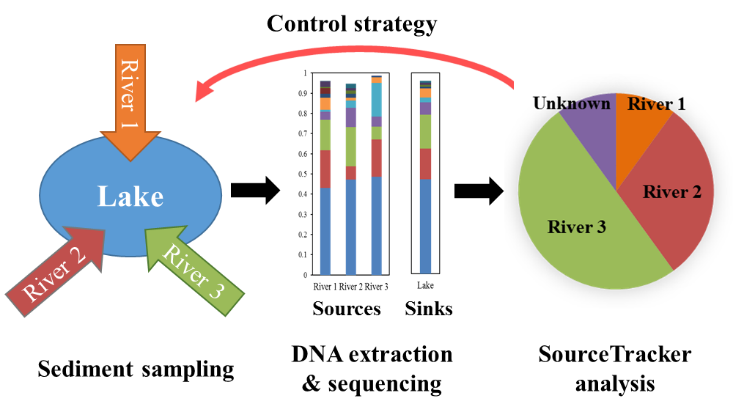 Control strategy
River 1
Lake
River 2
River 3
1
0.9
0.8
0.7
0.6
0.5
0.4
0.3
0.2
0.1
0
River 1 River 2 River 3
Lake
Sources
Sinks
Unknown
River 1
River 2
River 3
Sediment sampling
DNA extraction
& sequencing
SourceTracker
analysis